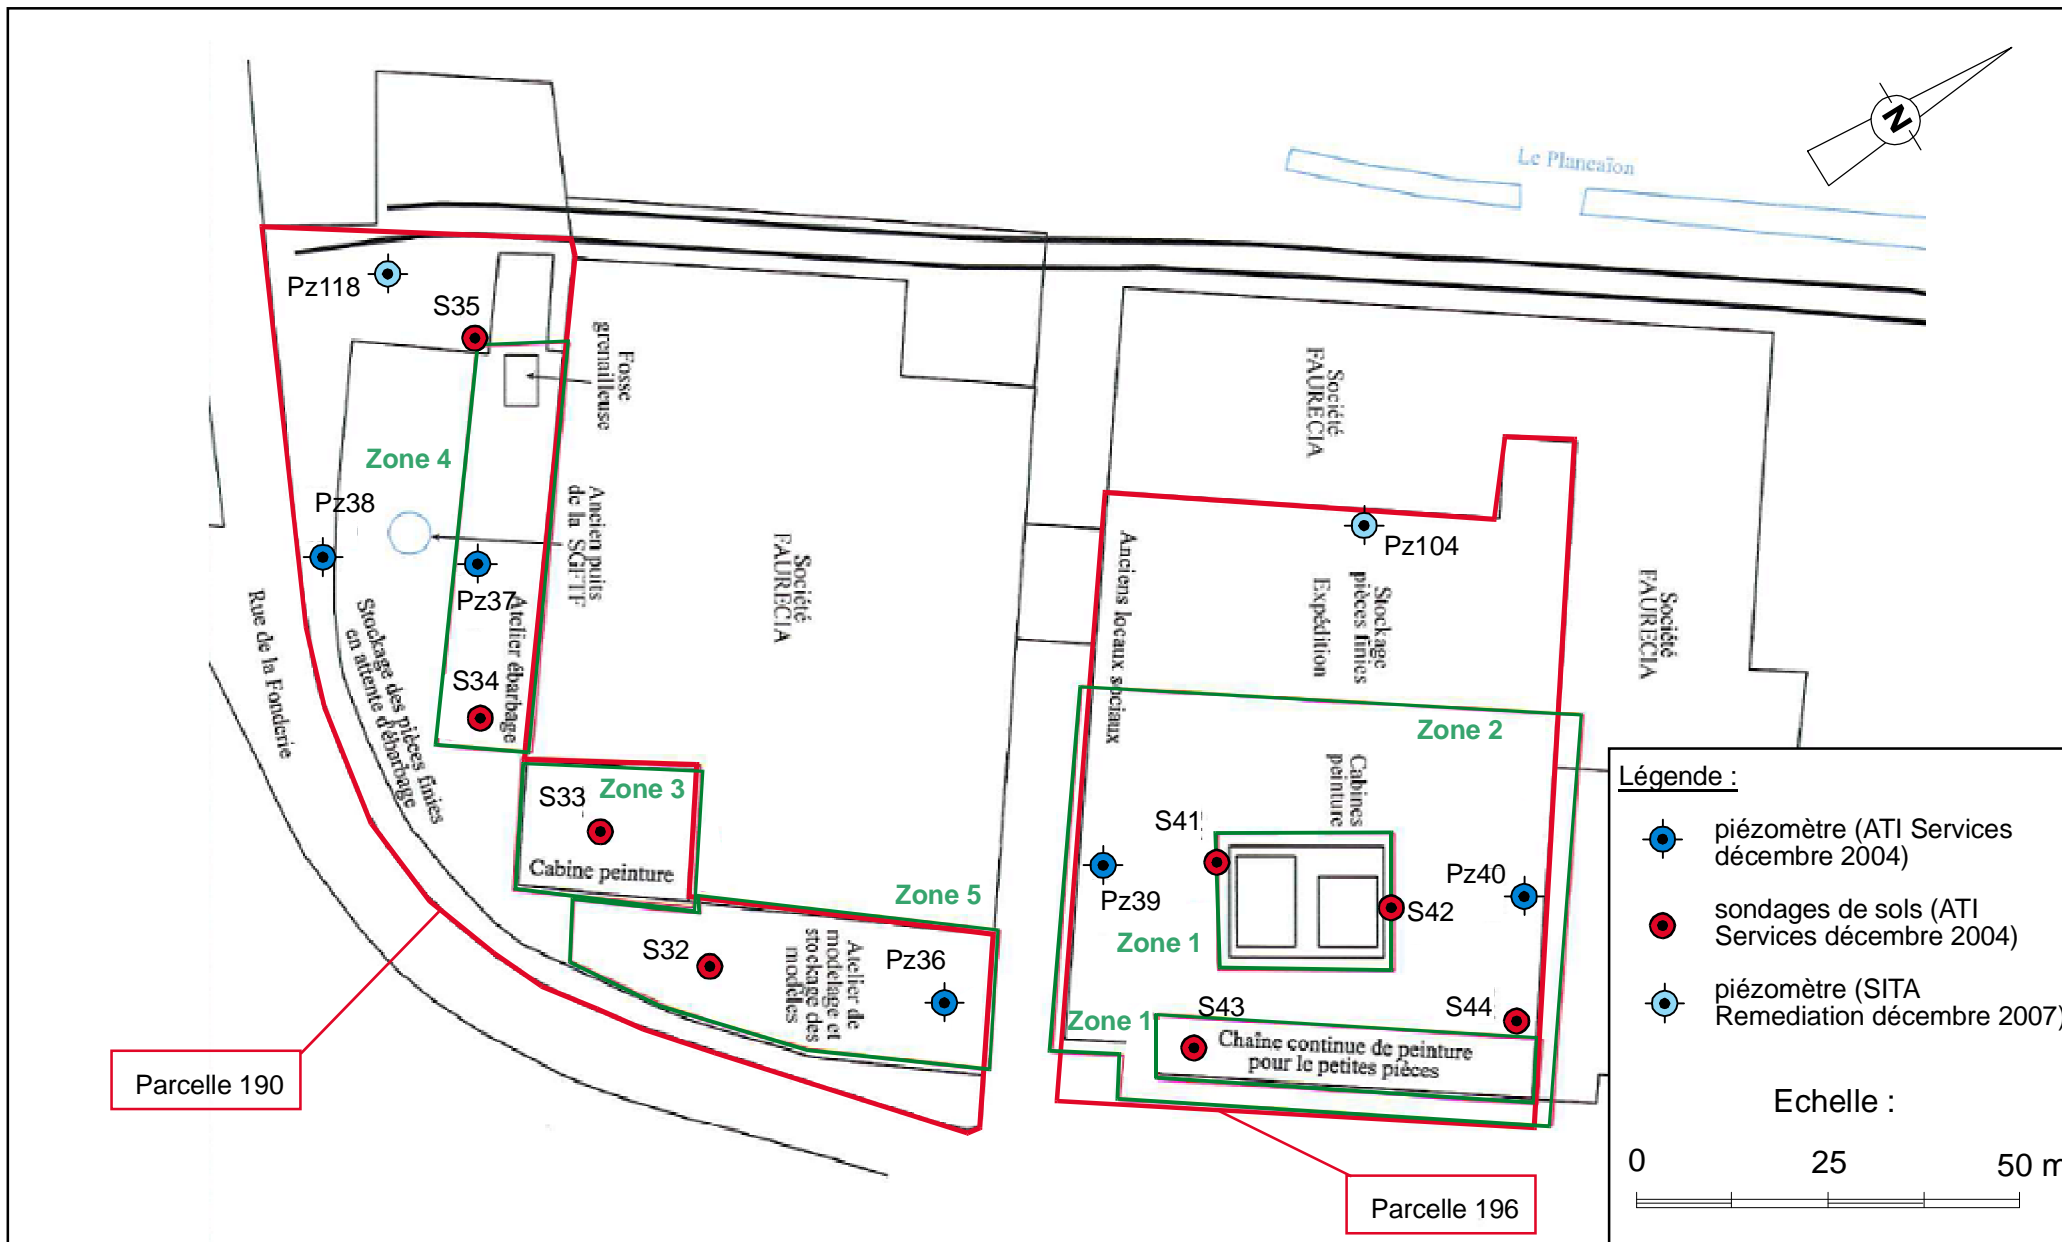 N
Le Plancaïon
Pz118
S35
Fosse
grenailleuse
Société
FAURECIA
Zone 4
Pz38
Ancien puits
de la SGFTF
Pz104
Pz37
Société
FAURECIA
Anciens locaux sociaux
Stockage
pièces finies
Expédition
Société
FAURECIA
Rue de la Fonderie
Stockage des pièces finies
en attente d'ébarbage
S34
Atelier ébarbage
Zone 2
Zone 3
S33
Cabine peinture
Cabines
peinture
S41
Pz39
Zone 1
S42
Pz40
Zone 5
S32
Atelier de
modelage et
stockage des
modèles
Pz36
Zone 1
S43
S44
Chaîne continue de peinture
pour le petites pièces
Parcelle 190
Parcelle 196
Légende :
piézomètre (ATI Services
décembre 2004)
sondages de sols (ATI
Services décembre 2004)
piézomètre (SITA
Remediation décembre 2007)
Echelle :
0 25 50 m